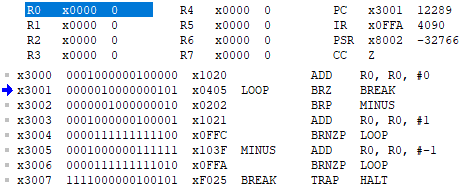 R0 x0000 0 R4 x0000 0 PC x3001 12289
R1 x0000 0 R5 x0000 0 IR x0FFA 4090
R2 x0000 0 R6 x0000 0 PSR x8002 -32766
R3 x0000 0 R7 x0000 0 CC Z
x3000 0001000000100000 x1020 ADD R0, R0, #0
x3001 0000010000000101 x0405 LOOP BRZ BREAK
x3002 0000001000000010 x0202 BRP MINUS
x3003 0001000000100001 x1021 ADD R0, R0, #1
x3004 0000111111111100 x0FFC BRNZP LOOP
x3005 0001000000111111 x103F MINUS ADD R0, R0, #-1
x3006 0000111111111010 x0FFA BRNZP LOOP
x3007 1111000000100101 xF025 BREAK TRAP HALT